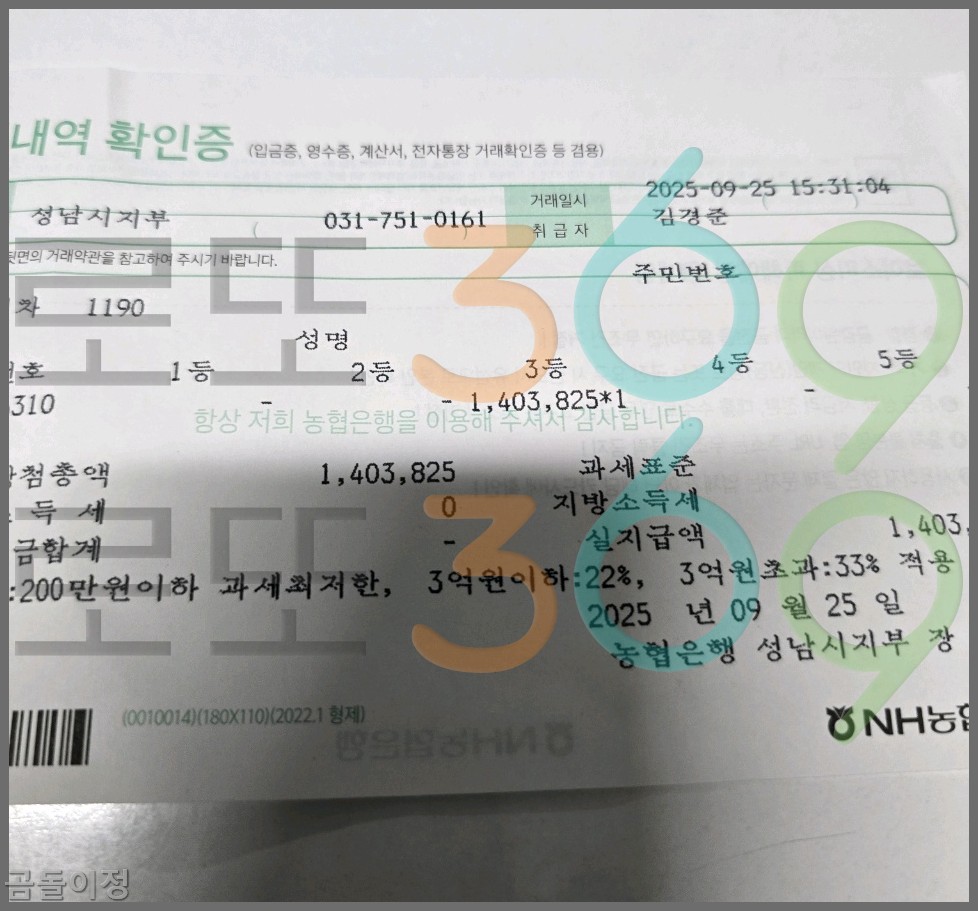 내역 확인증 (입금증, 영수증, 계산서, 전자통장 거래확인증 등 겸용)
성남시지부 ( 031-751-0161 ) 거래일시 2025-09-25 15:31:04
취급자 김경준
뒷면의 거래약관을 참고하여 주시기 바랍니다.
주민번호
차 1190
성명
호 1등 2등 3등 4등 5등
310 - - 1,403,825*1 -
항상 저희 농협은행을 이용해 주셔서 감사합니다.
첨총액 1,403,825 과세표준
득 세 0 지방소득세
금합계 - 실지급액 1,403,
:200만원이하 과세최저한, 3억원이하:22%, 3억원초과:33% 적용
2025 년 09 월 25 일
농협은행 성남시지부 장
(0010014)(180X110)(2022.1 형제)
NH농협
NH농협은행
로또 369
로또 369
곰돌이정